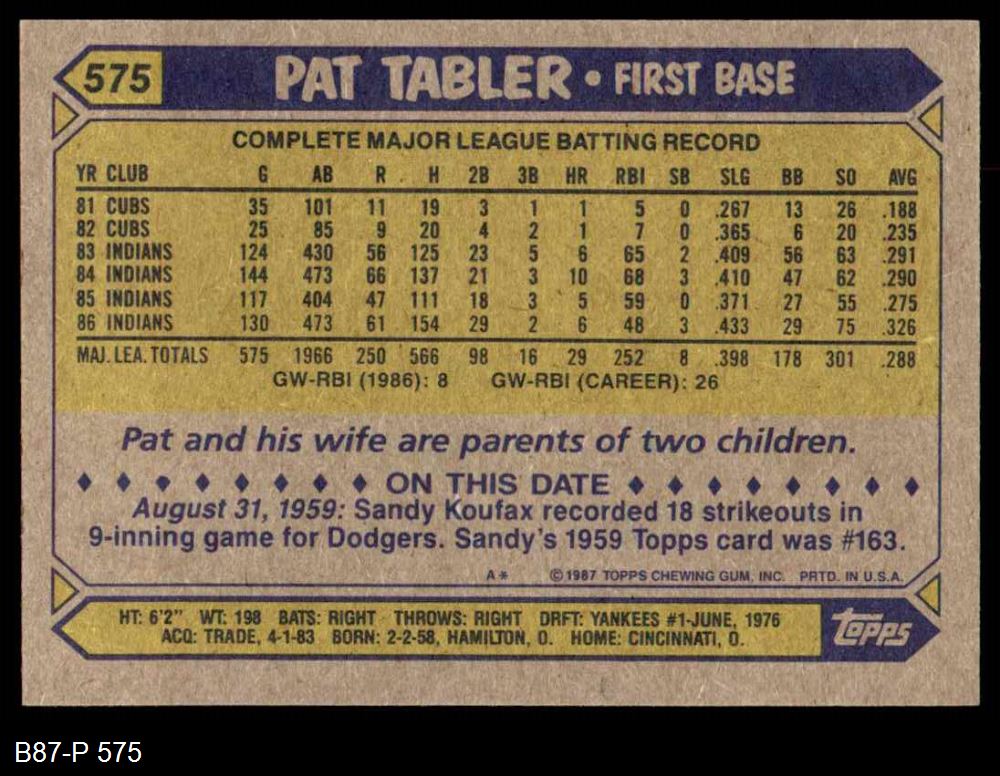 575 PAT TABLER • FIRST BASE
COMPLETE MAJOR LEAGUE BATTING RECORD
YR CLUB G AB R H 2B 3B HR RBI SB SLG BB SO AVG
81 CUBS 35 101 11 19 3 1 1 5 0 .267 13 26 .188
82 CUBS 25 85 9 20 4 2 1 7 0 .365 6 20 .235
83 INDIANS 124 430 56 125 23 5 6 65 2 .409 56 63 .291
84 INDIANS 144 473 66 137 21 3 10 68 3 .410 47 62 .290
85 INDIANS 117 404 47 111 18 3 5 59 0 .371 27 55 .275
86 INDIANS 130 473 61 154 29 2 6 48 3 .433 29 75 .326
MAJ. LEA. TOTALS 575 1966 250 566 98 16 29 252 8 .398 178 301 .288
GW-RBI (1986): 8 GW-RBI (CAREER): 26
Pat and his wife are parents of two children.
♦ ♦ ♦ ♦ ♦ ♦ ♦ ♦ ON THIS DATE ♦ ♦ ♦ ♦ ♦ ♦ ♦ ♦
August 31, 1959: Sandy Koufax recorded 18 strikeouts in
9-inning game for Dodgers. Sandy's 1959 Topps card was #163.
A* © 1987 TOPPS CHEWING GUM, INC. PRTD. IN U.S.A.
HT: 6'2" WT: 198 BATS: RIGHT THROWS: RIGHT DRFT: YANKEES #1-JUNE, 1976
ACQ: TRADE, 4-1-83 BORN: 2-2-58, HAMILTON, O. HOME: CINCINNATI, O.
Topps
B87-P 575